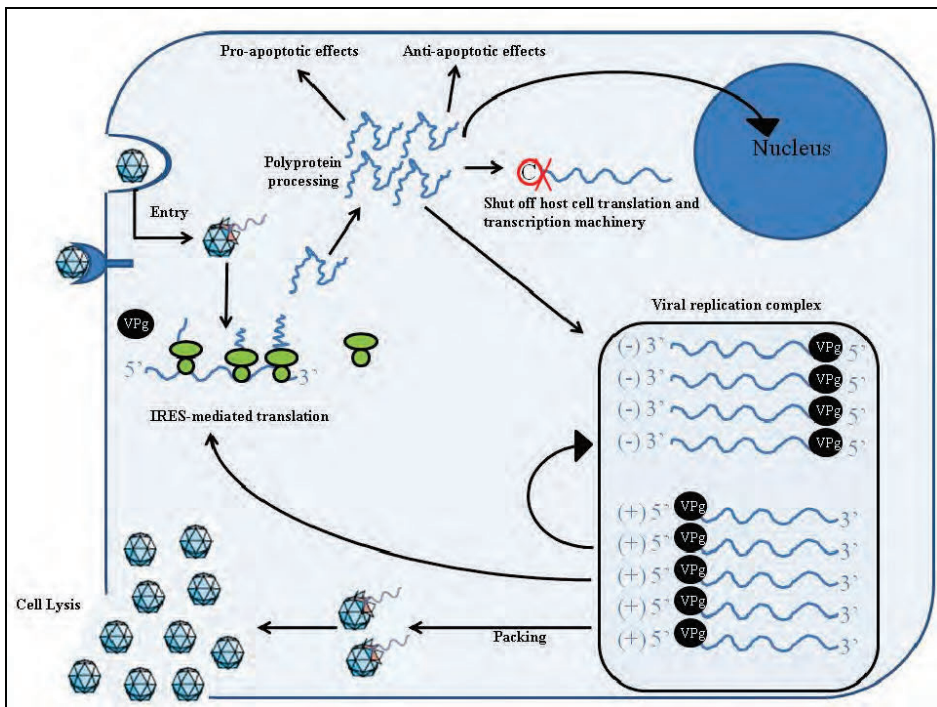 Pro-apoptotic effects
Anti-apoptotic effects
Nucleus
Polyprotein
processing
C
Shut off host cell translation and
transcription machinery
Entry
VPg
5’
3’
IRES-mediated translation
Viral replication complex
(-) 3’ VPg 5’
(-) 3’ VPg 5’
(-) 3’ VPg 5’
(-) 3’ VPg 5’
(+) 5’ VPg 3’
(+) 5’ VPg 3’
(+) 5’ VPg 3’
(+) 5’ VPg 3’
(+) 5’ VPg 3’
Cell Lysis
Packing